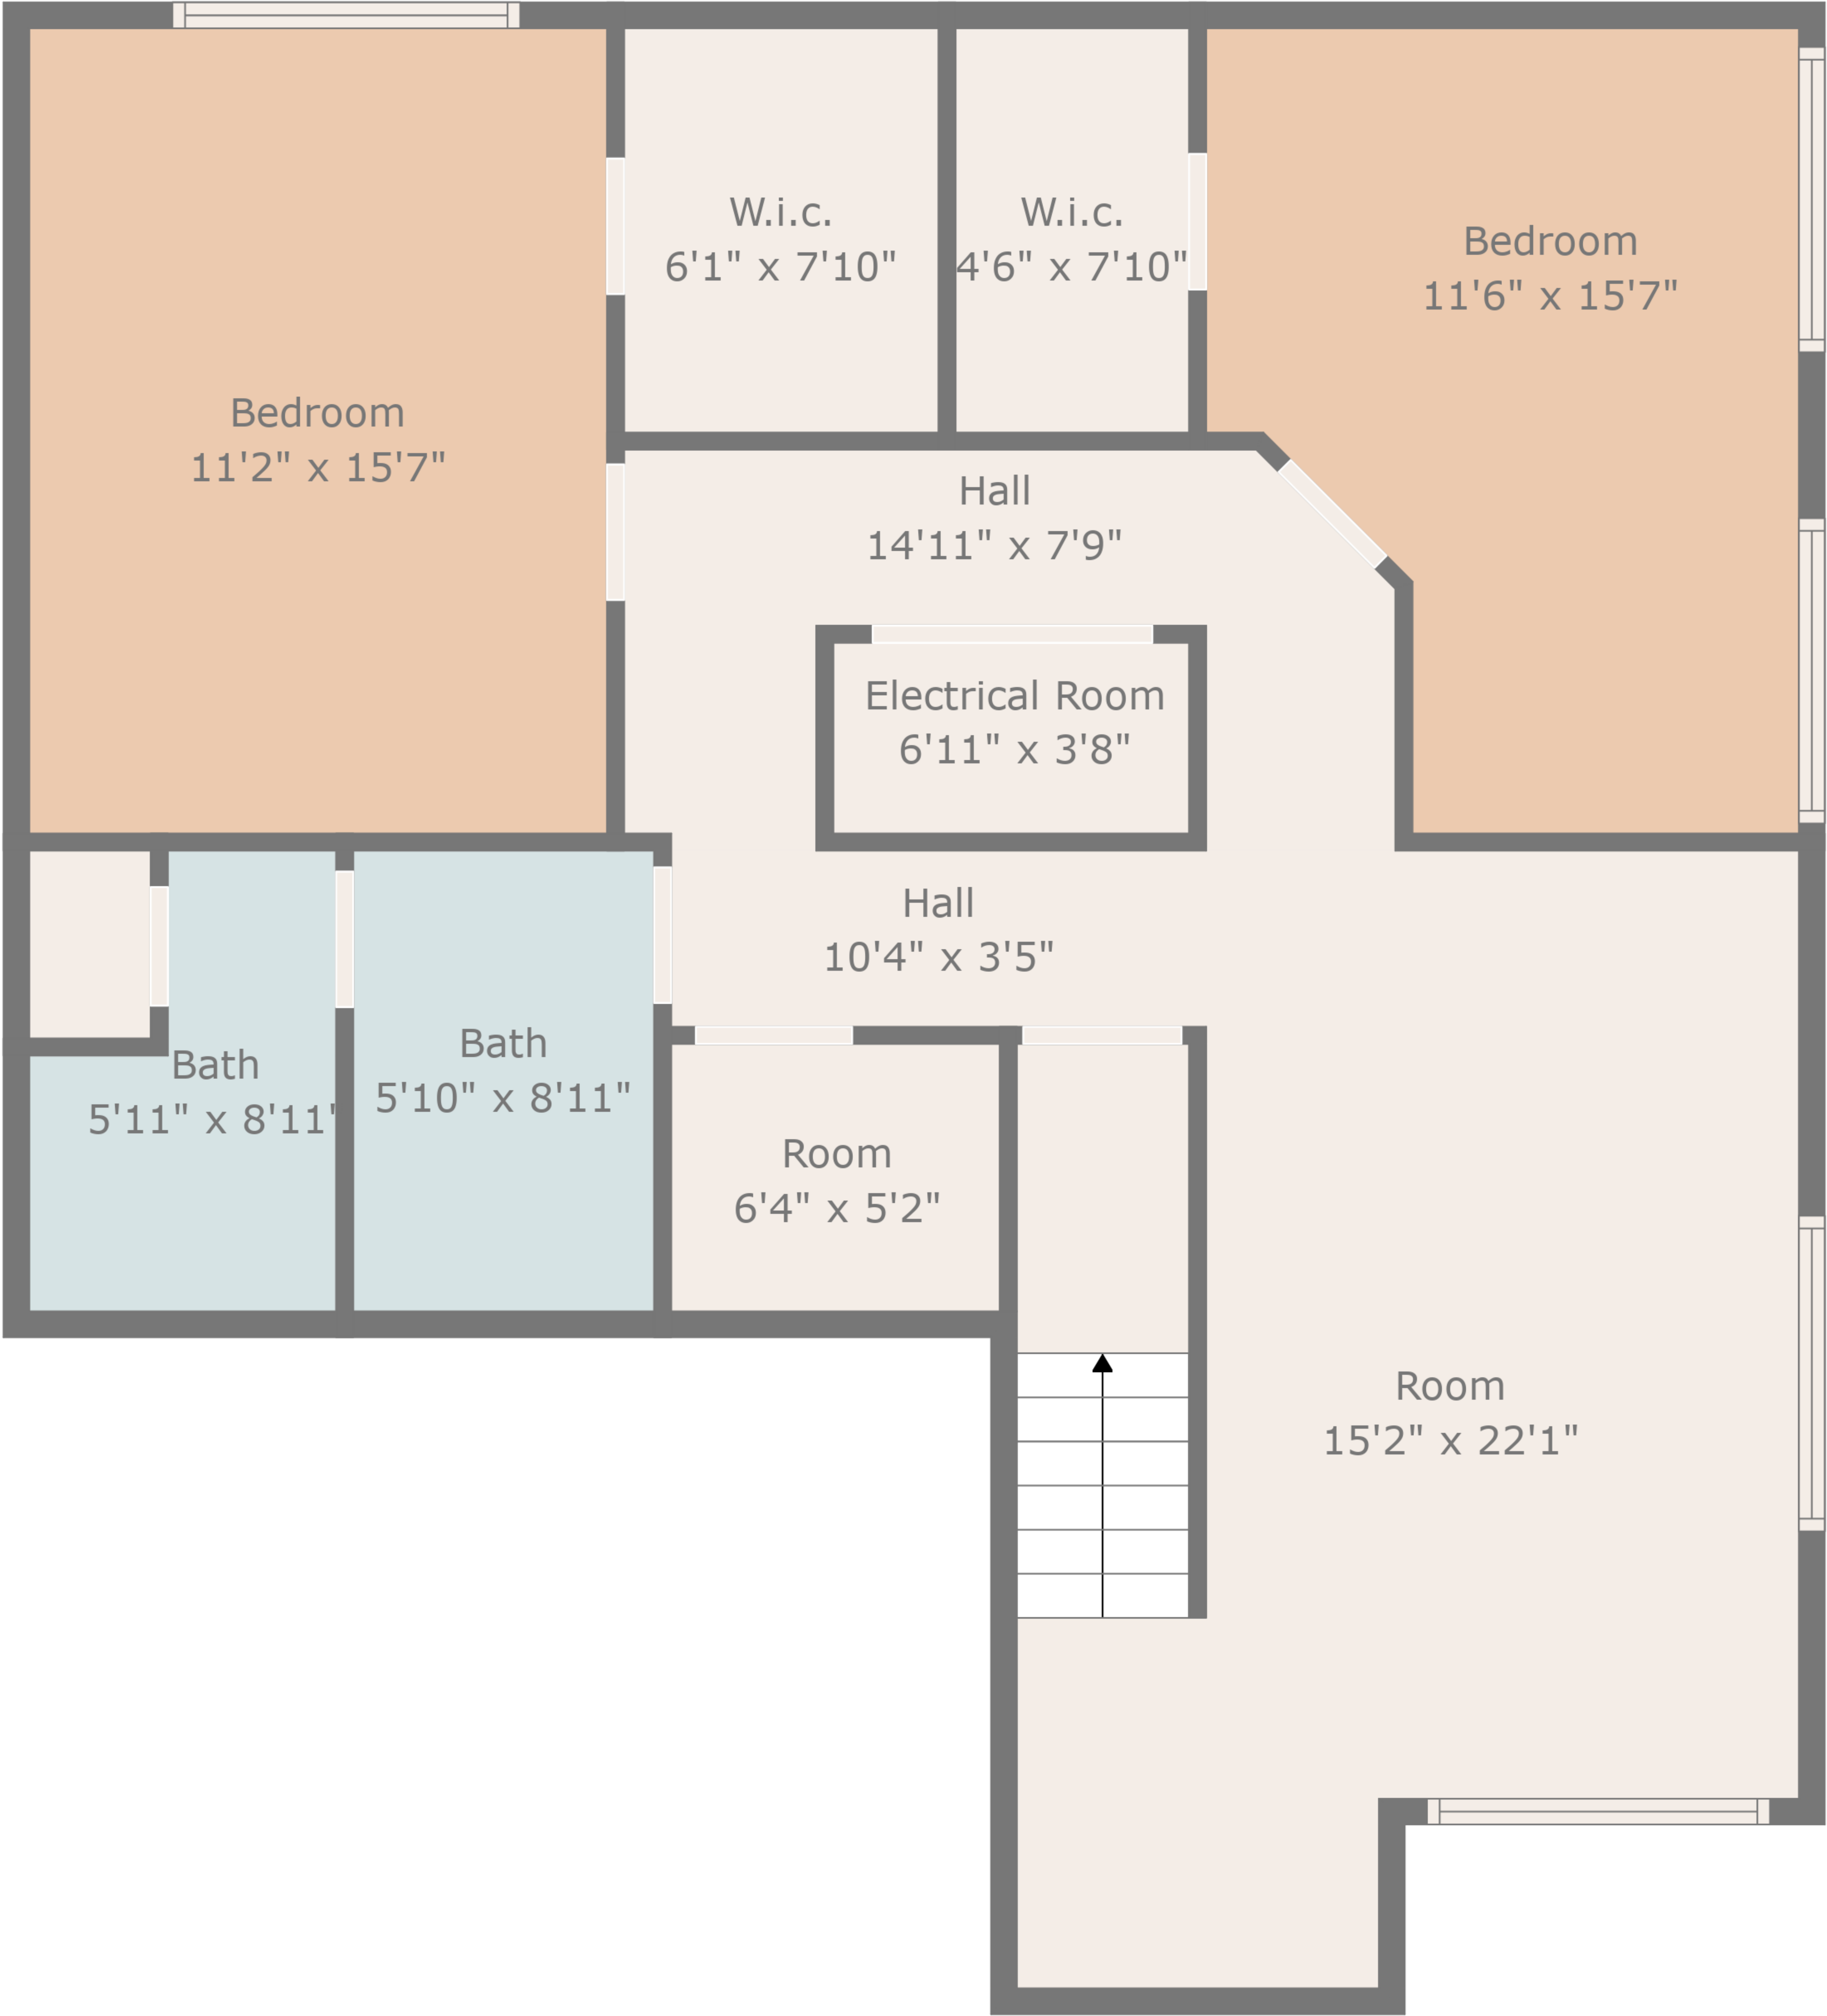 W.i.c.
6'1" x 7'10"
W.i.c.
4'6" x 7'10"
Bedroom
11'6" x 15'7"
Bedroom
11'2" x 15'7"
Hall
14'11" x 7'9"
Electrical Room
6'11" x 3'8"
Hall
10'4" x 3'5"
Bath
5'11" x 8'11"
Bath
5'10" x 8'11"
Room
6'4" x 5'2"
Room
15'2" x 22'1"